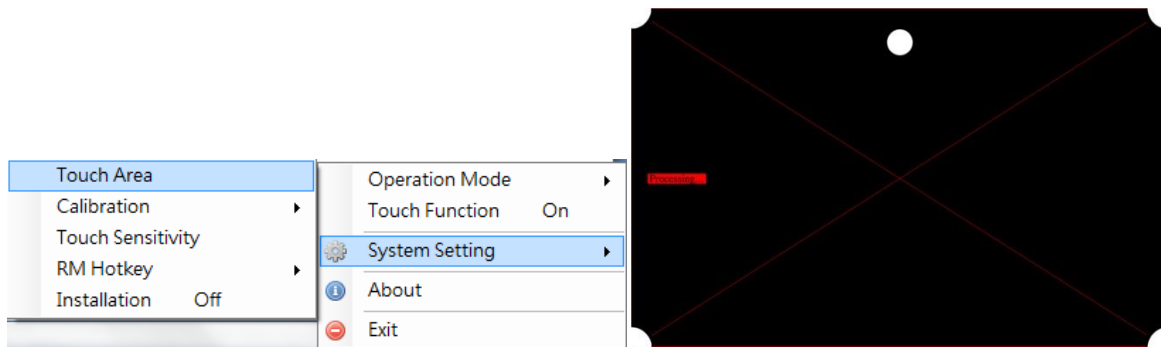 Touch Area
Calibration
Touch Sensitivity
RM Hotkey
Installation Off
Operation Mode
Touch Function On
System Setting
About
Exit
Processing...